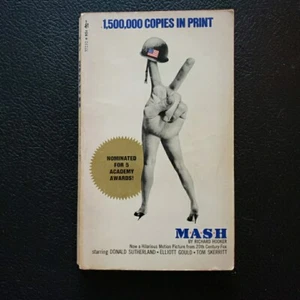 1,500,000 COPIES IN PRINT
NOMINATED
FOR 5
ACADEMY
AWARDS!
MASH
BY RICHARD HOOKER
Now a Hilarious Motion Picture from 20th Century Fox
starring DONALD SUTHERLAND • ELLIOTT GOULD • TOM SKERRITT